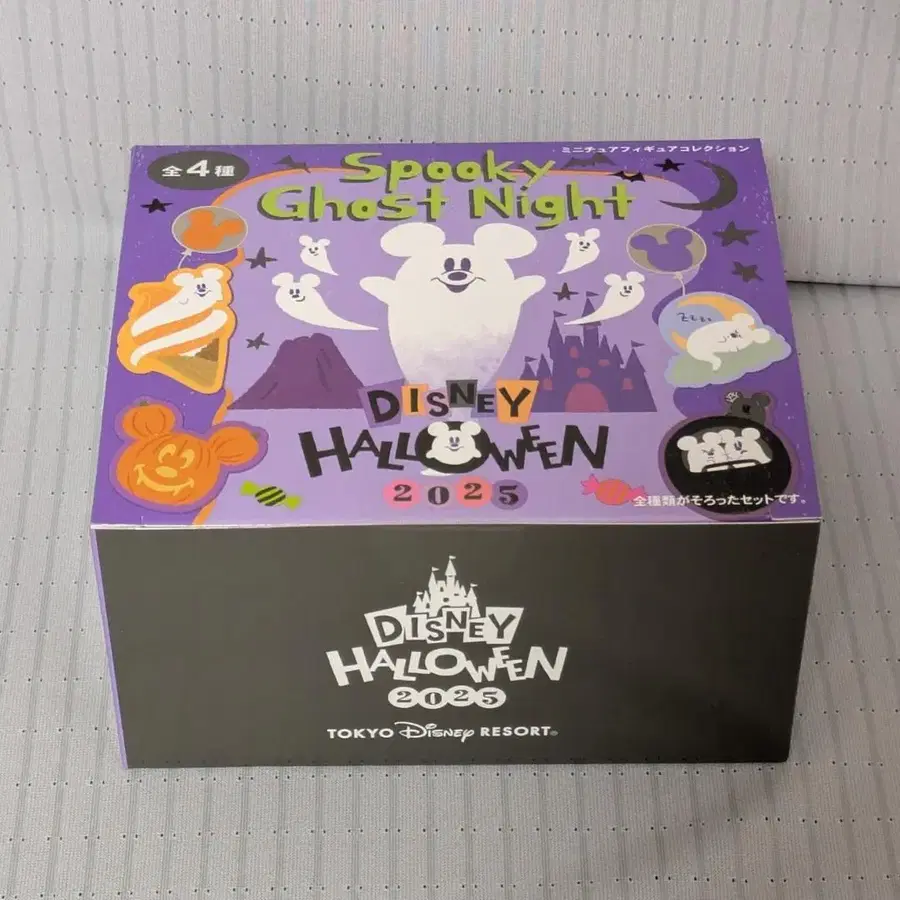 ミニチュアフィギュアコレクション
全4種
Spooky
Ghost Night
DISNEY
HALLOWEEN
2025
全種類がそろったセットです。
DISNEY
HALLOWEEN
2025
TOKYO Disney RESORT®